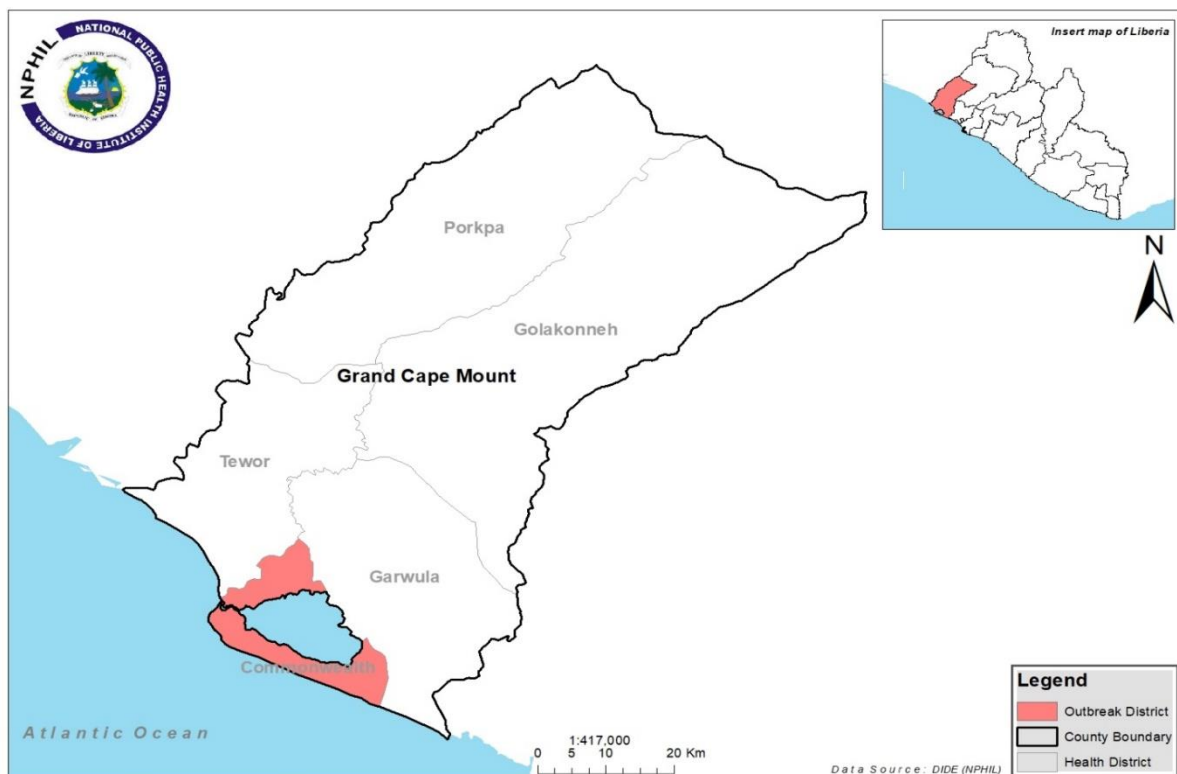 NPHIL
NATIONAL PUBLIC HEALTH INSTITUTE OF LIBERIA
Insert map of Liberia
N
Porkpa
Golakonneh
Grand Cape Mount
Tewor
Garwula
Commonwealth
Atlantic Ocean
1:417,000
0 5 10 20 Km
Legend
Outbreak District
County Boundary
Health District
Data Source: DIDE (NPHIL)